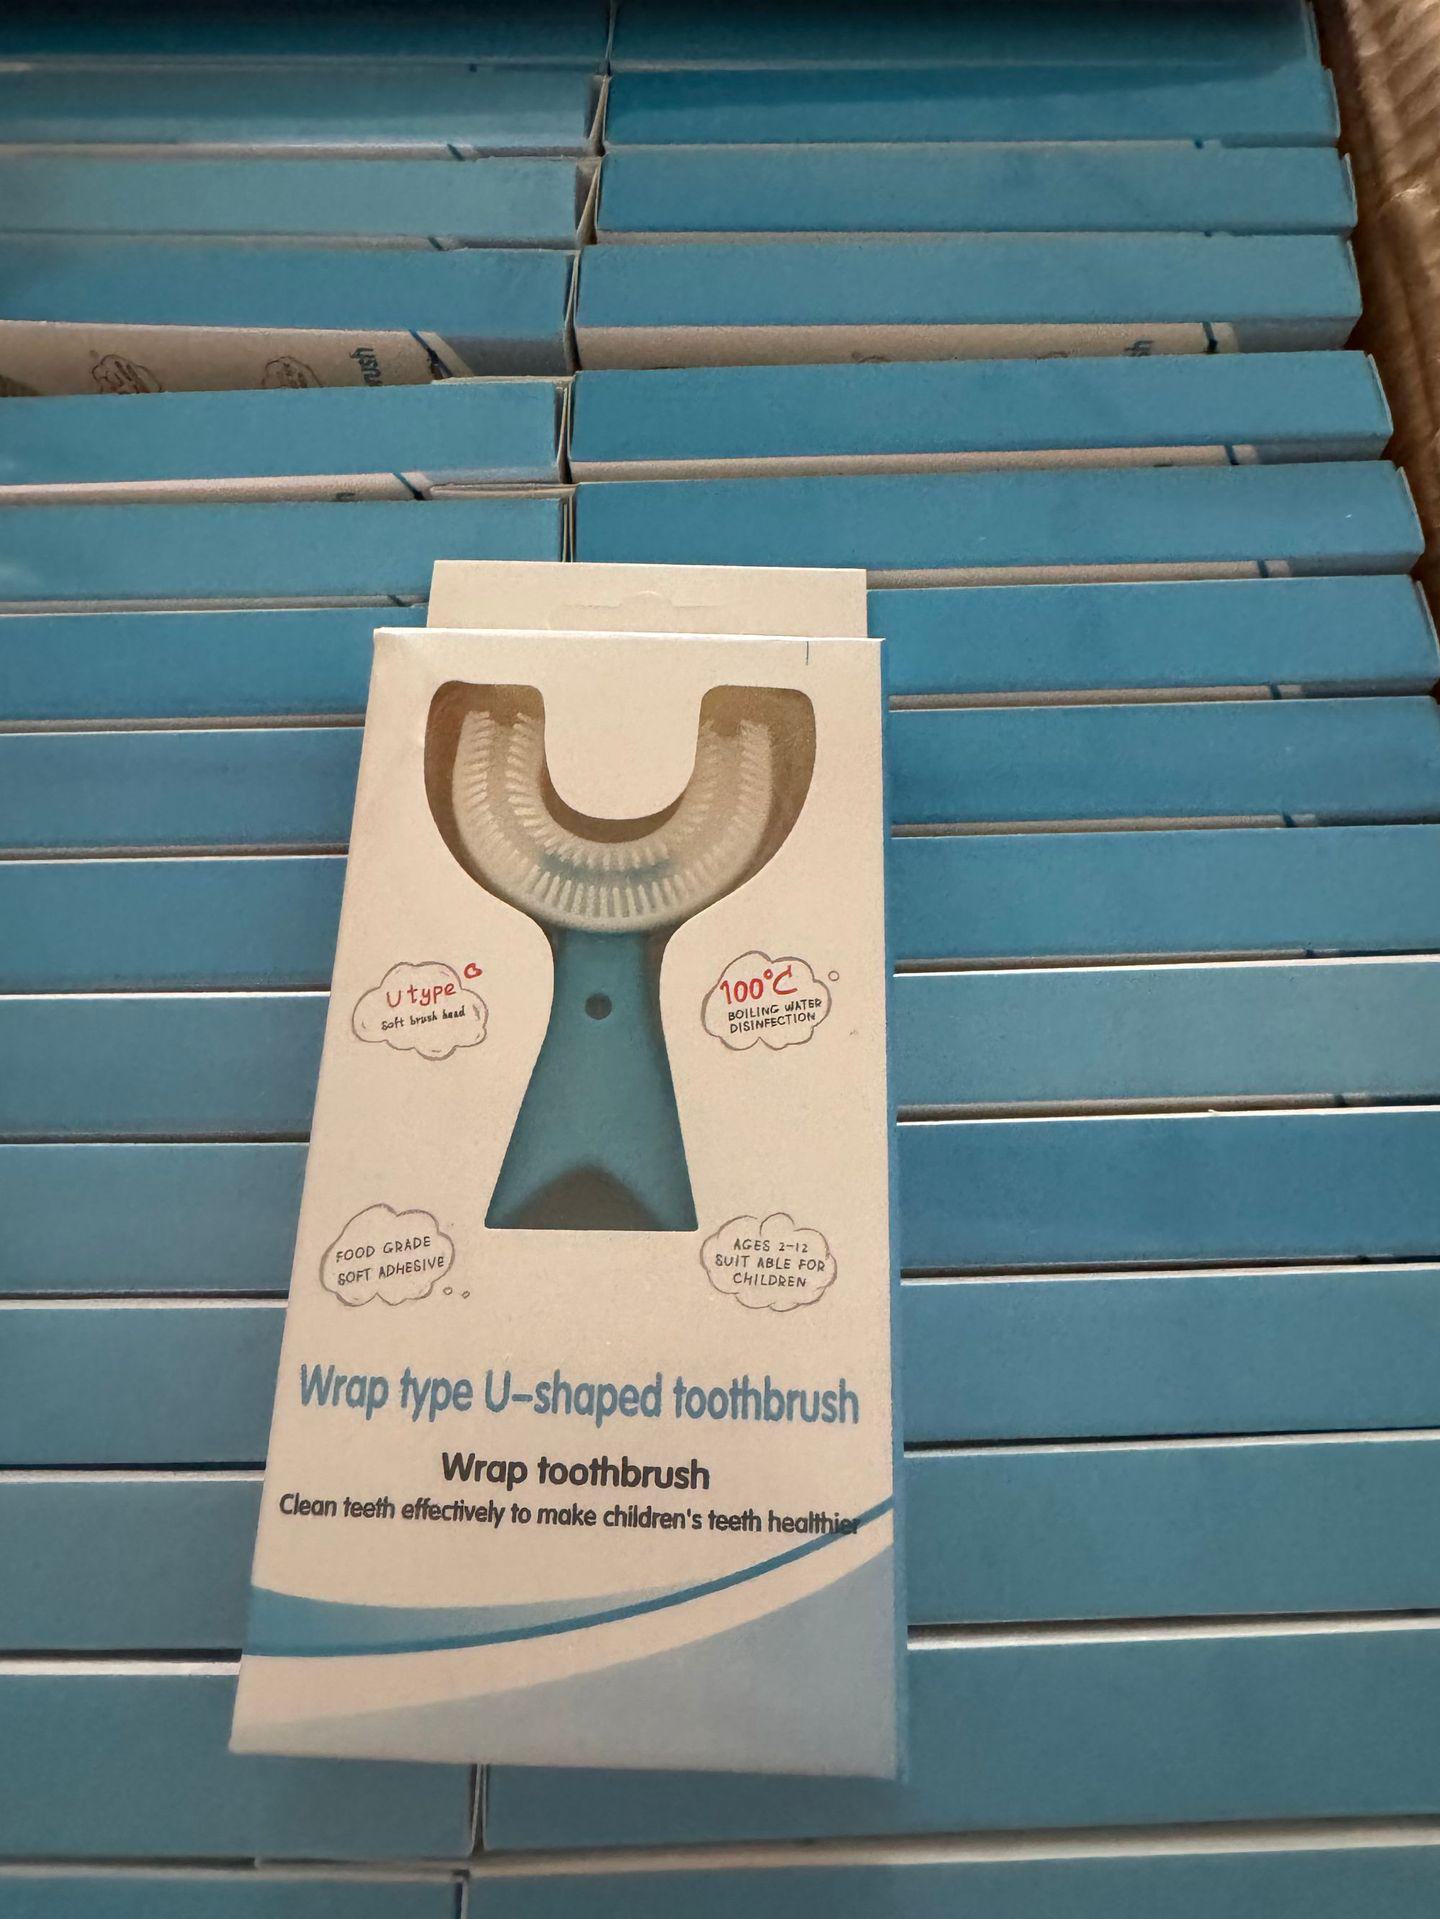 U type
Soft brush head
100°C
BOILING WATER
DISINFECTION
FOOD GRADE
SOFT ADHESIVE
AGES 2-12
SUIT ABLE FOR
CHILDREN
Wrap type U-shaped toothbrush
Wrap toothbrush
Clean teeth effectively to make children's teeth healthier